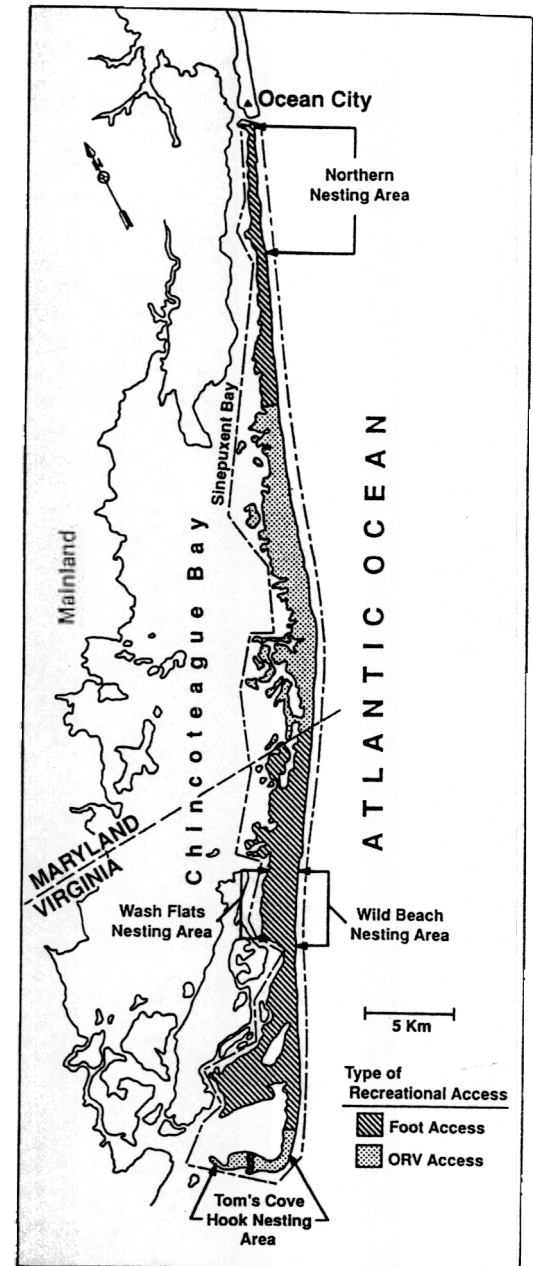 Ocean City
Northern
Nesting Area
N
Sinepuxent Bay
Mainland
Chincoteague Bay
ATLANTIC OCEAN
MARYLAND
VIRGINIA
Wash Flats
Nesting Area
Wild Beach
Nesting Area
5 Km
Type of
Recreational Access
Foot Access
ORV Access
Tom's Cove
Hook Nesting
Area